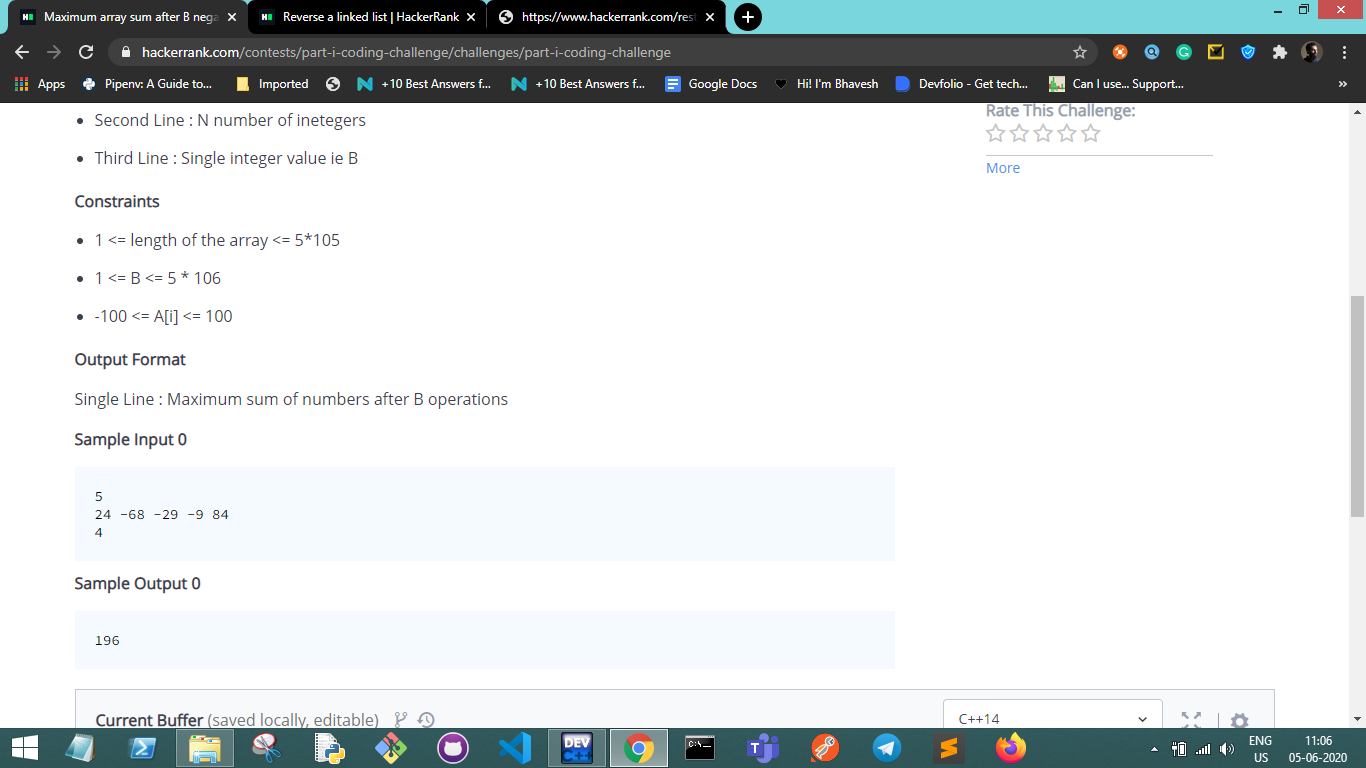 Maximum array sum after B nega
Reverse a linked list | HackerRank
https://www.hackerrank.com/rest
hackerrank.com/contests/part-i-coding-challenge/challenges/part-i-coding-challenge
Apps
Pipenv: A Guide to...
Imported
+10 Best Answers f...
+10 Best Answers f...
Google Docs
Hi! I'm Bhavesh
Devfolio - Get tech...
Can I use... Support...
»
Second Line : N number of inetegers
Rate This Challenge:
Third Line : Single integer value ie B
More
Constraints
1 <= length of the array <= 5*105
1 <= B <= 5 * 106
-100 <= A[i] <= 100
Output Format
Single Line : Maximum sum of numbers after B operations
Sample Input 0
5
24 -68 -29 -9 84
4
Sample Output 0
196
Current Buffer (saved locally, editable)
C++14
DEV
C++
ENG
11:06
US
05-06-2020